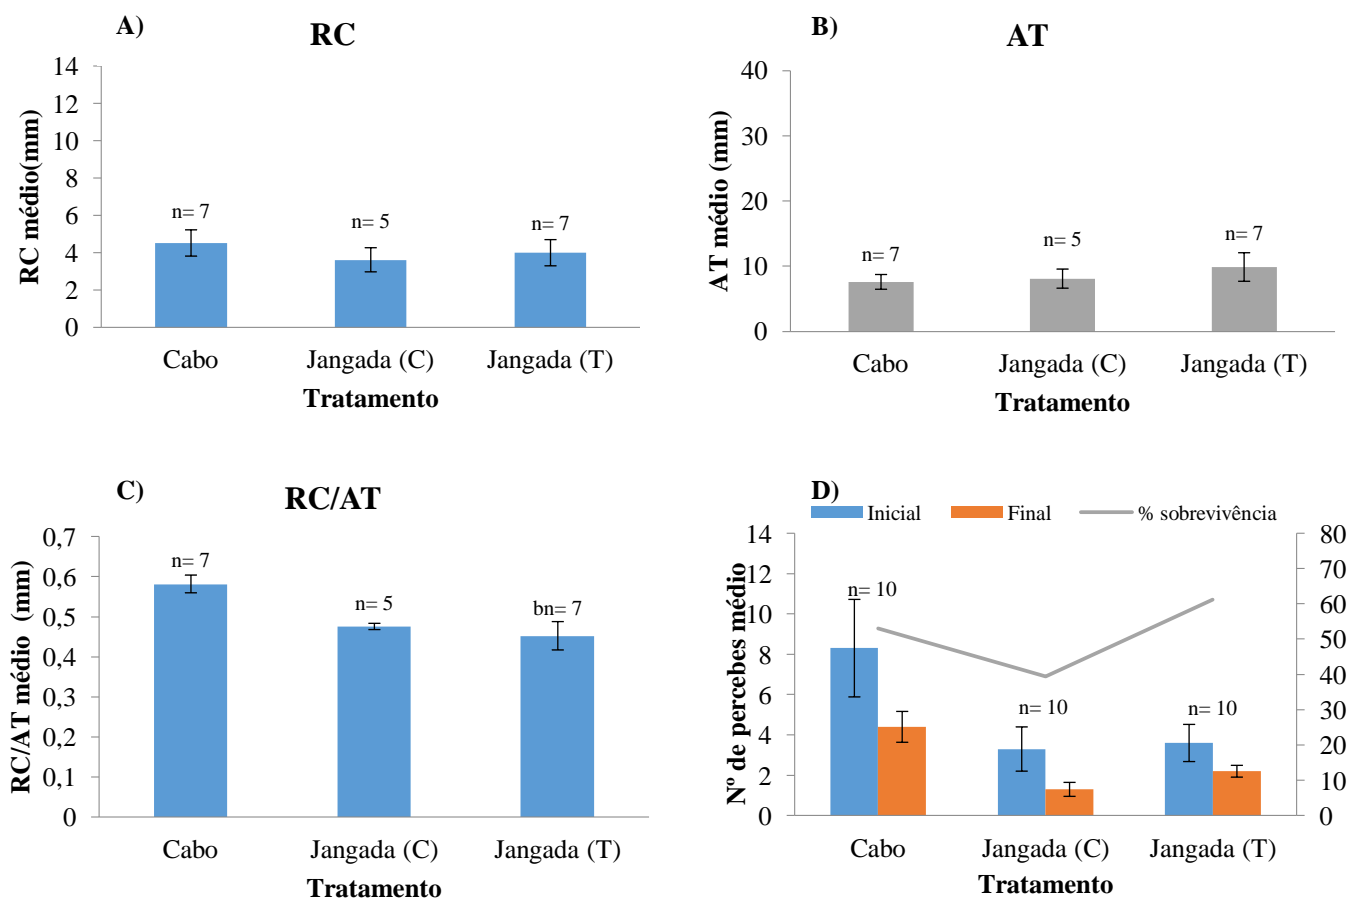 A)
RC
RC médio(mm)
14
12
10
8
6
4
2
0
n= 7
n= 5
n= 7
Cabo
Jangada (C)
Jangada (T)
Tratamento
B)
AT
AT médio (mm)
40
30
20
10
0
n= 7
n= 5
n= 7
Cabo
Jangada (C)
Jangada (T)
Tratamento
C)
RC/AT
RC/AT médio (mm)
0,7
0,6
0,5
0,4
0,3
0,2
0,1
0
n= 7
n= 5
bn= 7
Cabo
Jangada (C)
Jangada (T)
Tratamento
D)
Inicial
Final
% sobrevivência
Nº de percebes médio
14
12
10
8
6
4
2
0
n= 10
n= 10
n= 10
80
70
60
50
40
30
20
10
0
Cabo
Jangada (C)
Jangada (T)
Tratamento